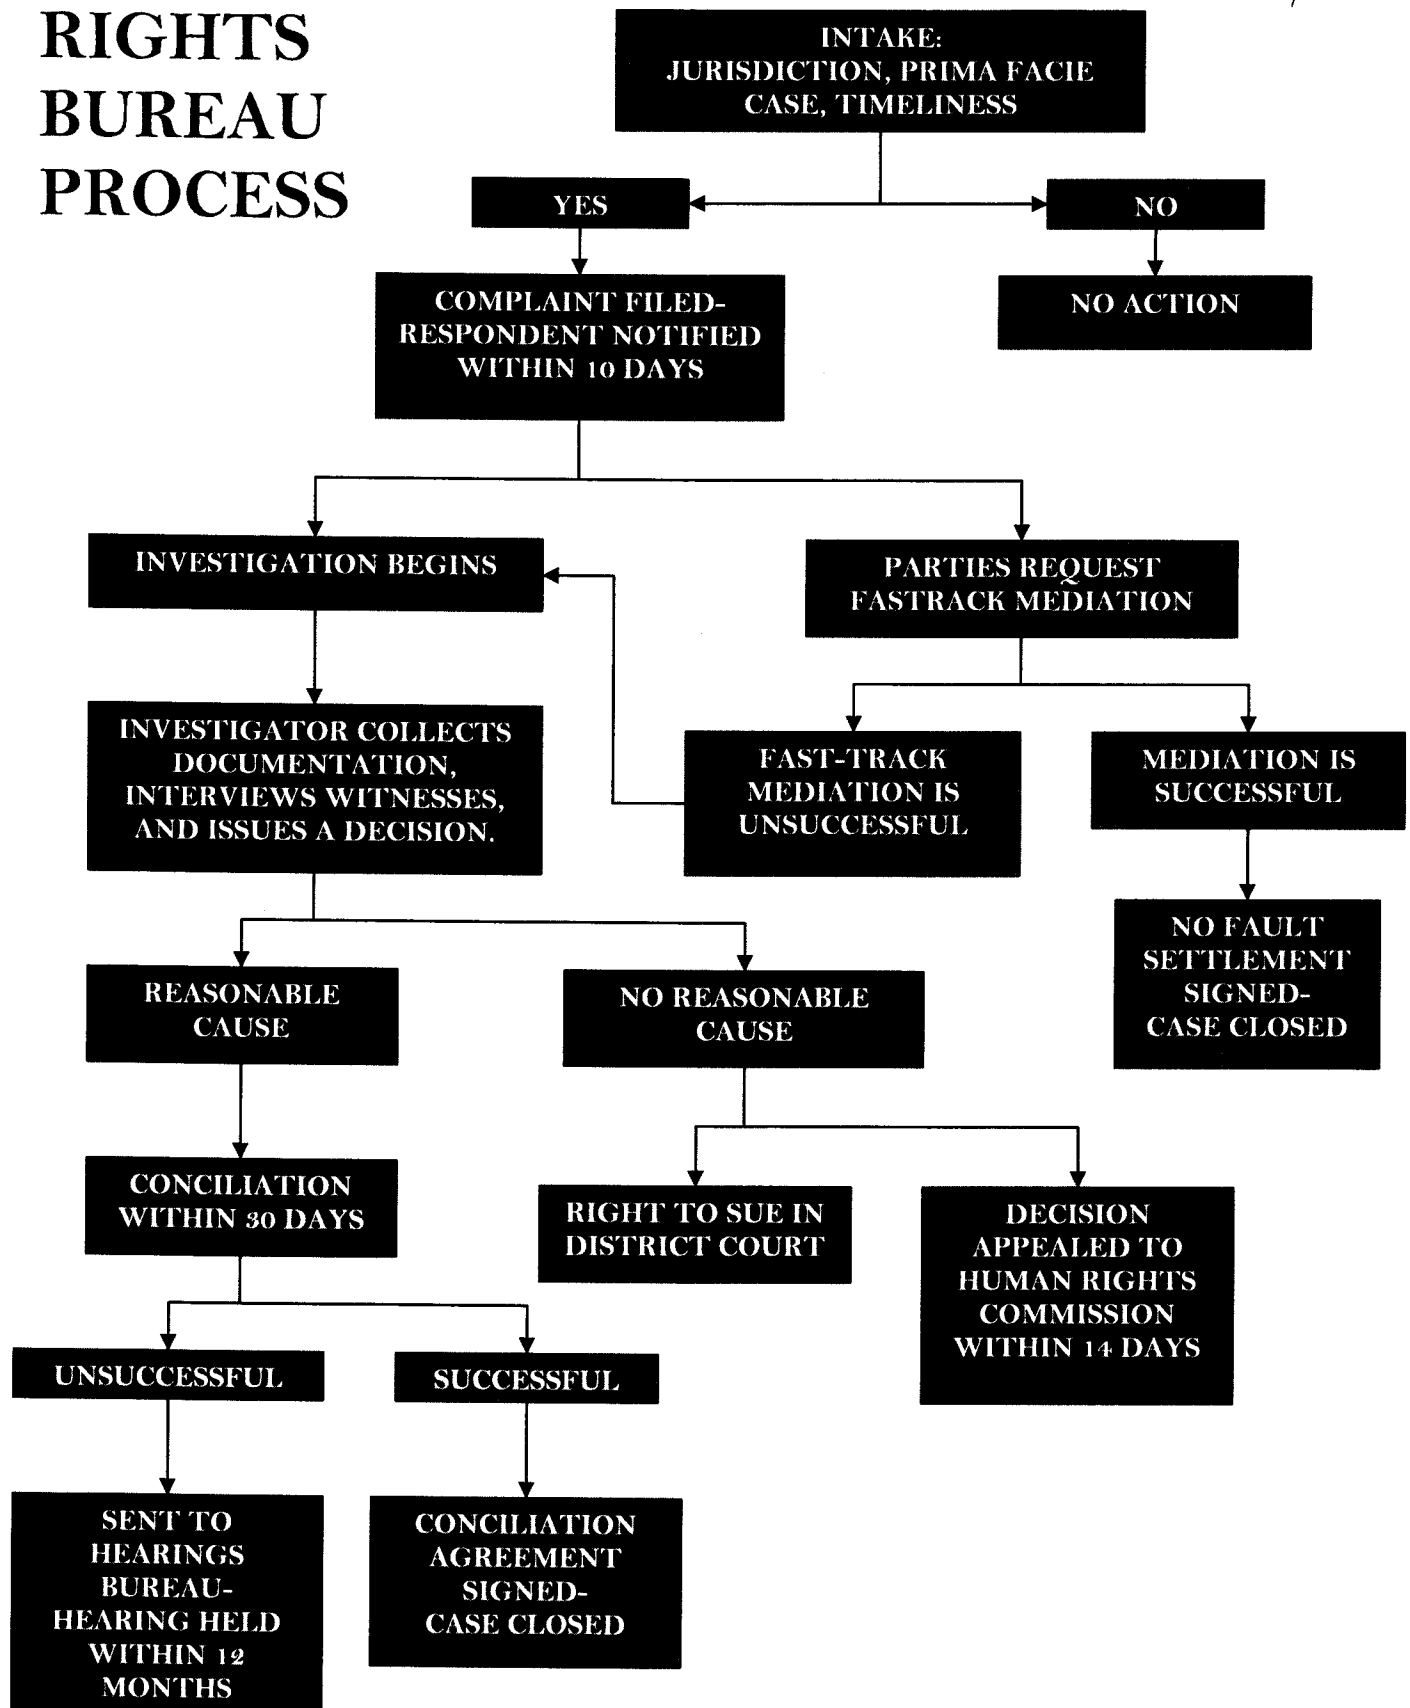 RIGHTS
BUREAU
PROCESS
INTAKE:
JURISDICTION, PRIMA FACIE
CASE, TIMELINESS
YES
NO
COMPLAINT FILED-
RESPONDENT NOTIFIED
WITHIN 10 DAYS
NO ACTION
INVESTIGATION BEGINS
PARTIES REQUEST
FASTRACK MEDIATION
INVESTIGATOR COLLECTS
DOCUMENTATION,
INTERVIEWS WITNESSES,
AND ISSUES A DECISION.
FAST-TRACK
MEDIATION IS
UNSUCCESSFUL
MEDIATION IS
SUCCESSFUL
NO FAULT
SETTLEMENT
SIGNED-
CASE CLOSED
REASONABLE
CAUSE
NO REASONABLE
CAUSE
CONCILIATION
WITHIN 30 DAYS
RIGHT TO SUE IN
DISTRICT COURT
DECISION
APPEALED TO
HUMAN RIGHTS
COMMISSION
WITHIN 14 DAYS
UNSUCCESSFUL
SUCCESSFUL
SENT TO
HEARINGS
BUREAU-
HEARING HELD
WITHIN 12
MONTHS
CONCILIATION
AGREEMENT
SIGNED-
CASE CLOSED